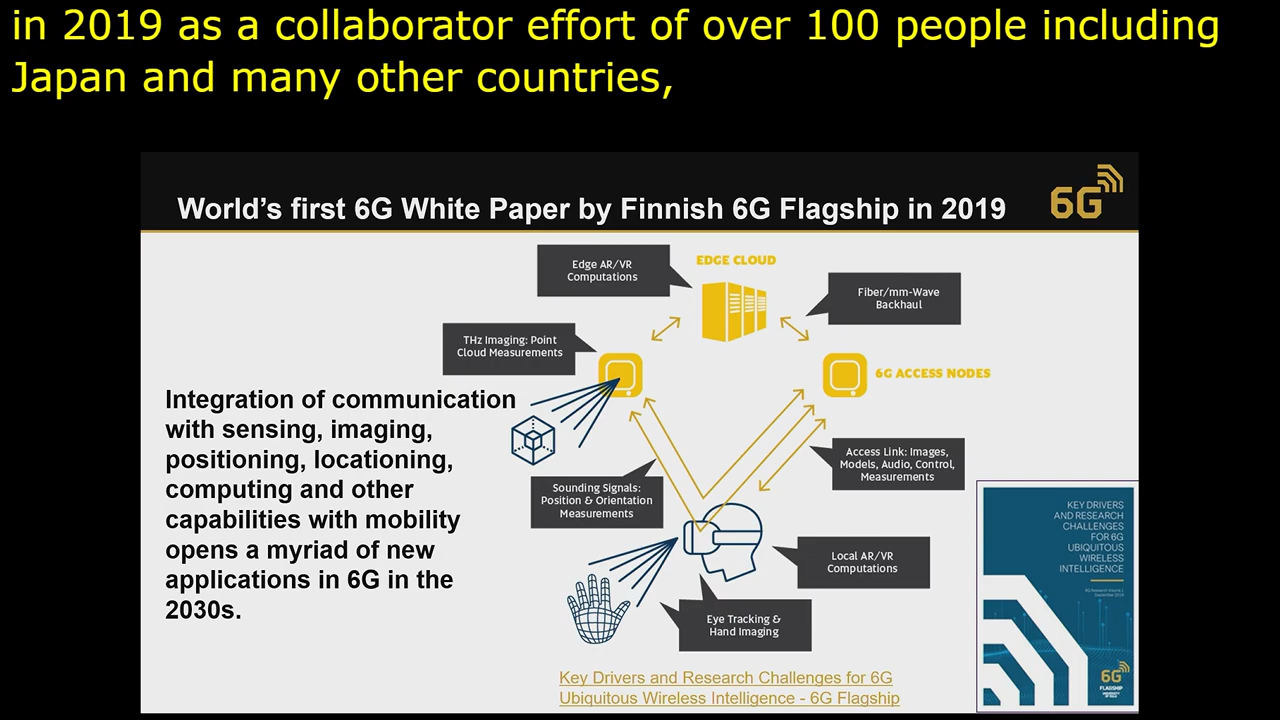 in 2019 as a collaborator effort of over 100 people including
Japan and many other countries,
World's first 6G White Paper by Finnish 6G Flagship in 2019
6G
Edge AR/VR
Computations
EDGE CLOUD
Fiber/mm-Wave
Backhaul
THz Imaging: Point
Cloud Measurements
6G ACCESS NODES
Integration of communication
with sensing, imaging,
positioning, locationing,
computing and other
capabilities with mobility
opens a myriad of new
applications in 6G in the
2030s.
Access Link: Images,
Models, Audio, Control,
Measurements
Sounding Signals:
Position & Orientation
Measurements
Local AR/VR
Computations
Eye Tracking &
Hand Imaging
KEY DRIVERS
AND RESEARCH
CHALLENGES
FOR 6G
UBIQUITOUS
WIRELESS
INTELLIGENCE
6G
FLAGSHIP
Key Drivers and Research Challenges for 6G
Ubiquitous Wireless Intelligence - 6G Flagship